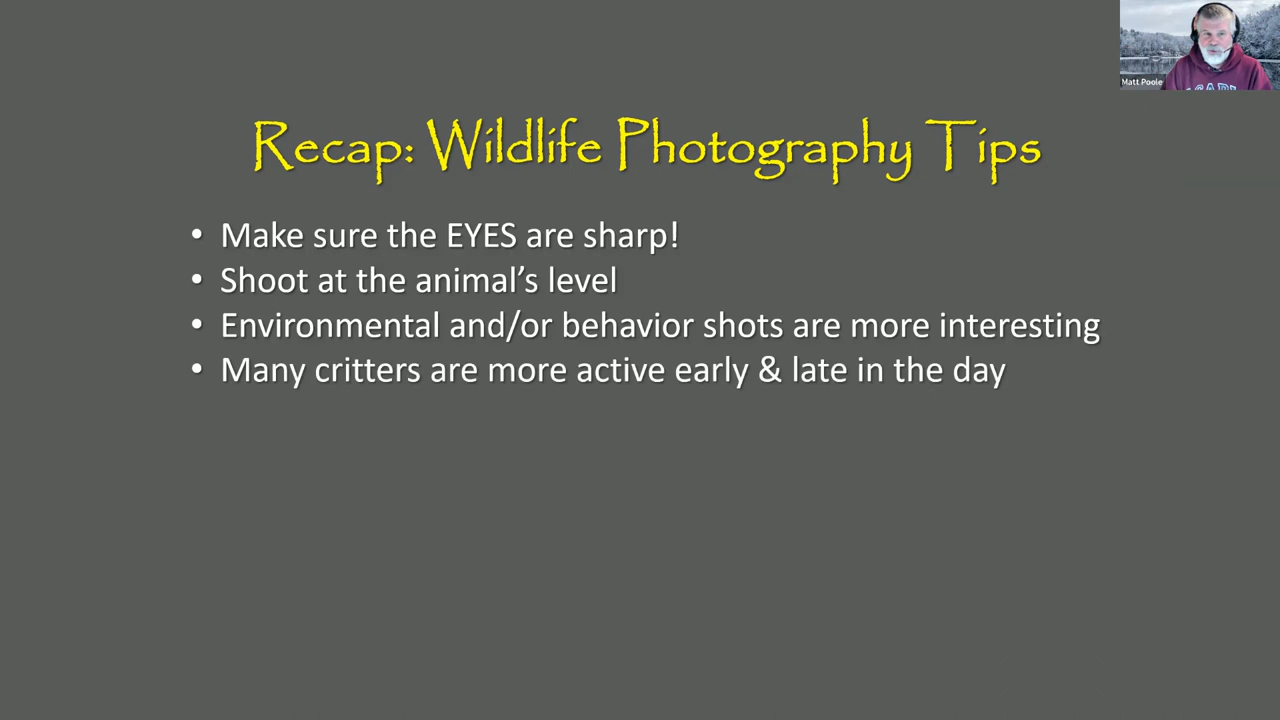 Matt Poole
Recap: Wildlife Photography Tips
• Make sure the EYES are sharp!
• Shoot at the animal’s level
• Environmental and/or behavior shots are more interesting
• Many critters are more active early & late in the day